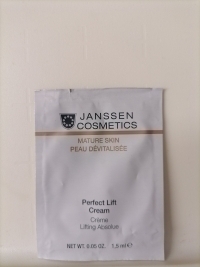 JANSSEN
COSMETICS
MATURE SKIN
PEAU DÉVITALISÉE
Perfect Lift
Cream
Crème
Lifting Absolue
NET WT. 0.05 OZ. 1,5 ml ℮